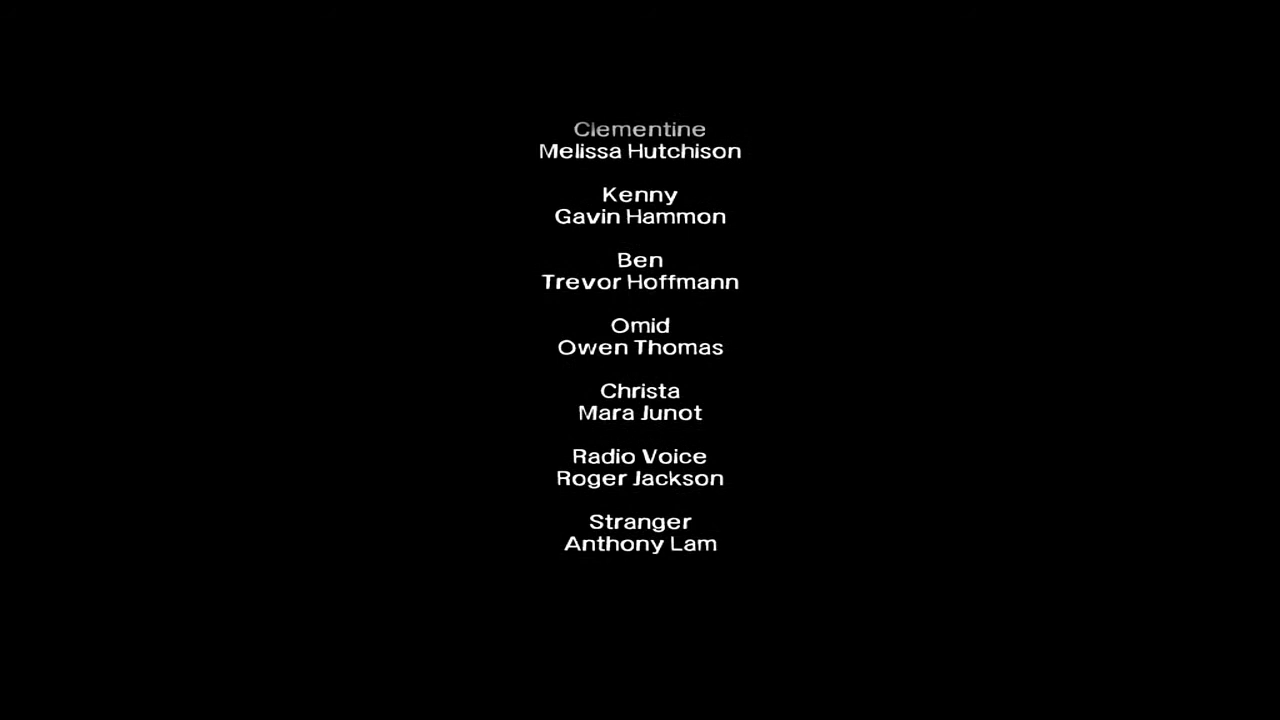 Clementine
Melissa Hutchison
Kenny
Gavin Hammon
Ben
Trevor Hoffmann
Omid
Owen Thomas
Christa
Mara Junot
Radio Voice
Roger Jackson
Stranger
Anthony Lam